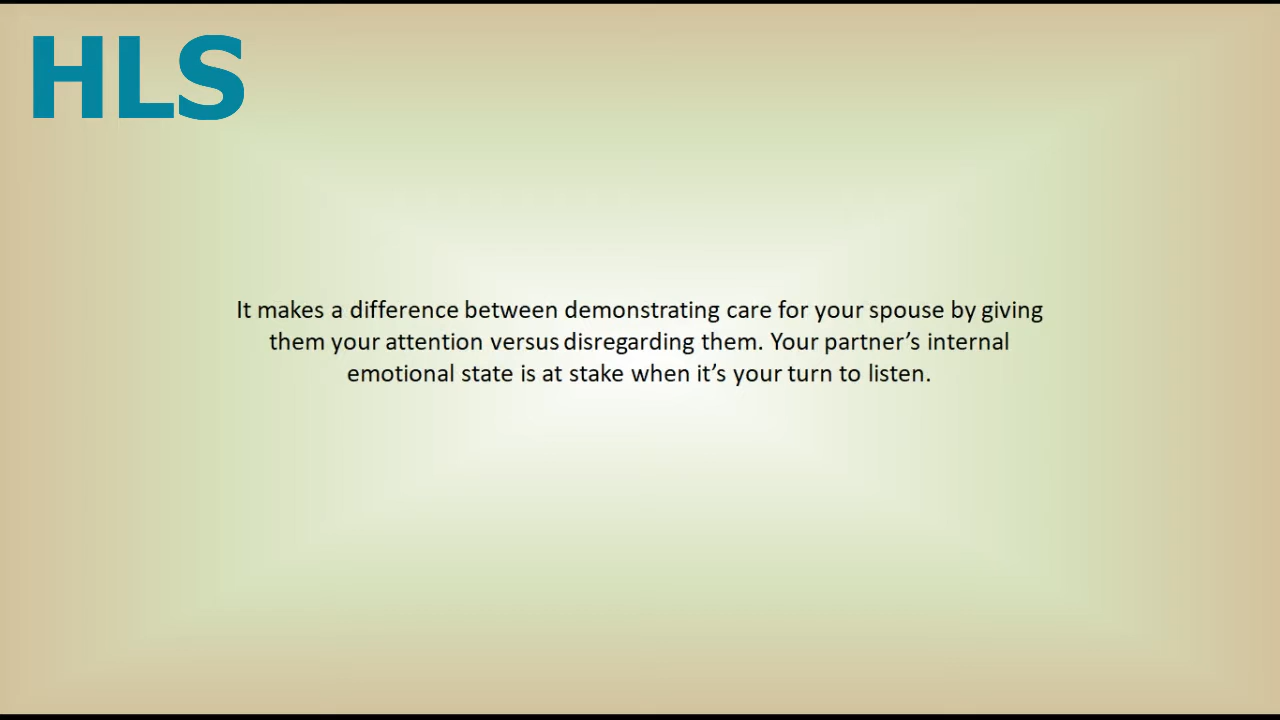 HLS
It makes a difference between demonstrating care for your spouse by giving
them your attention versus disregarding them. Your partner’s internal
emotional state is at stake when it’s your turn to listen.